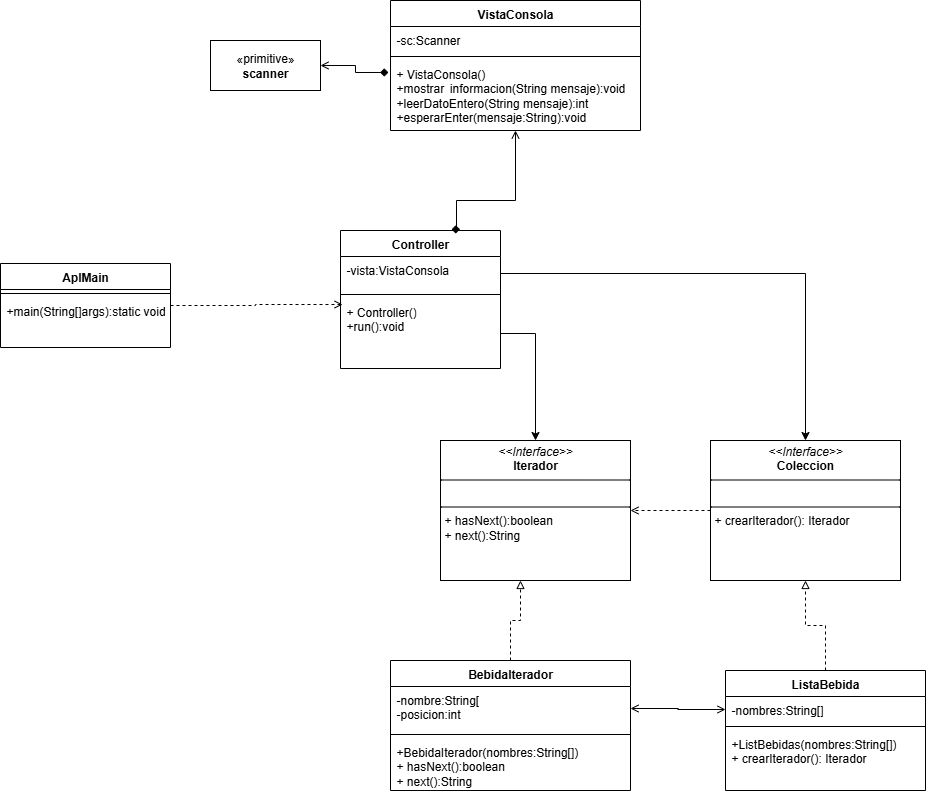 VistaConsola
-sc:Scanner
+ VistaConsola()
+mostrar informacion(String mensaje):void
+leerDatoEntero(String mensaje):int
+esperarEnter(mensaje:String):void
«primitive»
scanner
Controller
-vista:VistaConsola
+ Controller()
+run():void
AplMain
+main(String[]args):static void
<<Interface>>
Iterador
+ hasNext():boolean
+ next():String
<<Interface>>
Coleccion
+ crearIterador(): Iterador
BebidaIterador
-nombre:String[
-posicion:int
+BebidaIterador(nombres:String[])
+ hasNext():boolean
+ next():String
ListaBebida
-nombres:String[]
+ListBebidas(nombres:String[])
+ crearIterador(): Iterador